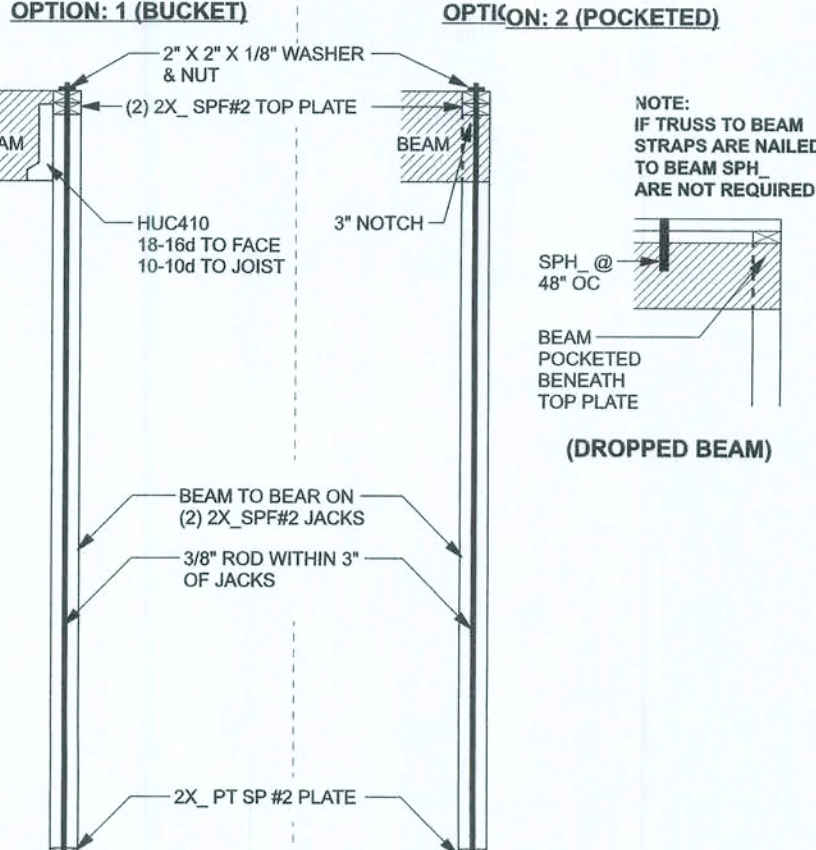 OPTION: 1 (BUCKET)
OPTION: 2 (POCKETED)
2" X 2" X 1/8" WASHER
& NUT
(2) 2X_ SPF#2 TOP PLATE
AM
BEAM
HUC410
18-16d TO FACE
10-10d TO JOIST
3" NOTCH
NOTE:
IF TRUSS TO BEAM
STRAPS ARE NAILED
TO BEAM SPH_
ARE NOT REQUIRED
SPH_ @
48" OC
BEAM
POCKETED
BENEATH
TOP PLATE
(DROPPED BEAM)
BEAM TO BEAR ON
(2) 2X_SPF#2 JACKS
3/8" ROD WITHIN 3"
OF JACKS
2X_ PT SP #2 PLATE